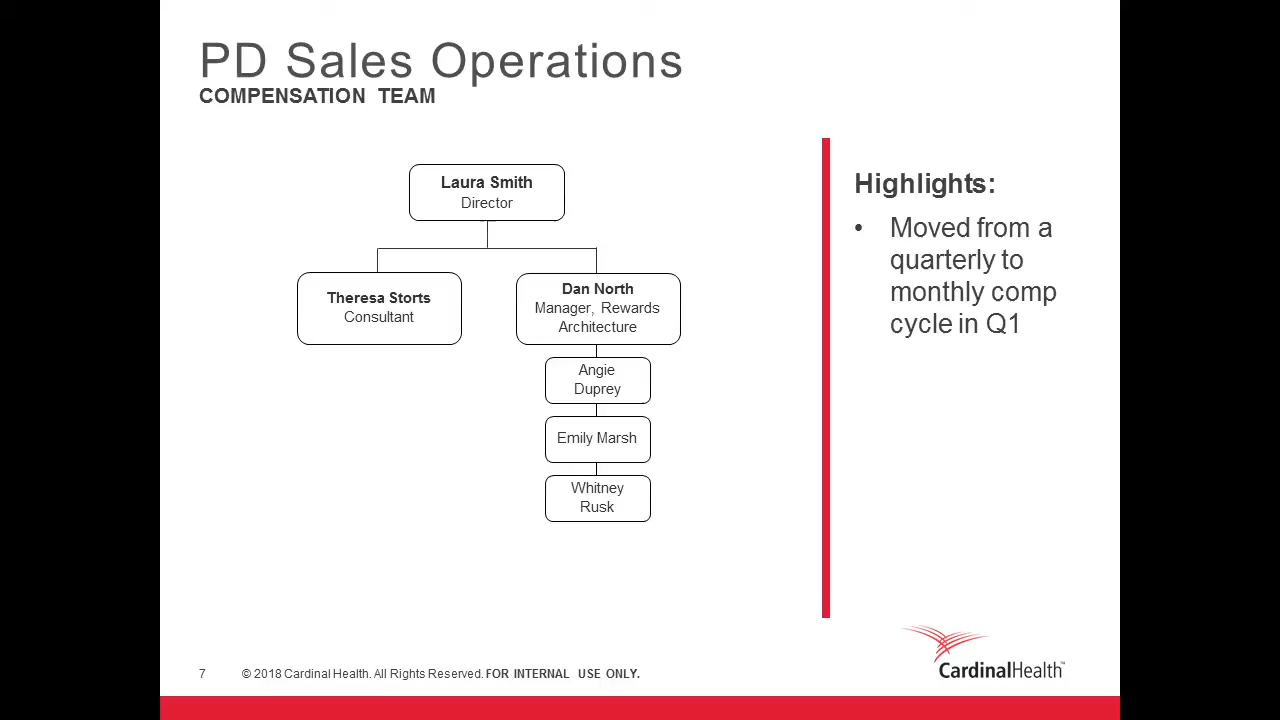 PD Sales Operations
COMPENSATION TEAM
Laura Smith
Director
Theresa Storts
Consultant
Dan North
Manager, Rewards
Architecture
Angie
Duprey
Emily Marsh
Whitney
Rusk
Highlights:
• Moved from a
quarterly to
monthly comp
cycle in Q1
7 © 2018 Cardinal Health. All Rights Reserved. FOR INTERNAL USE ONLY.
CardinalHealth™